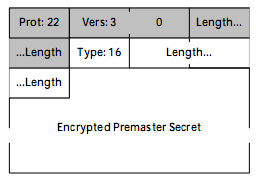 Prot: 22 Vers: 3 0 Length...
...Length Type: 16 Length...
...Length
Encrypted Premaster Secret